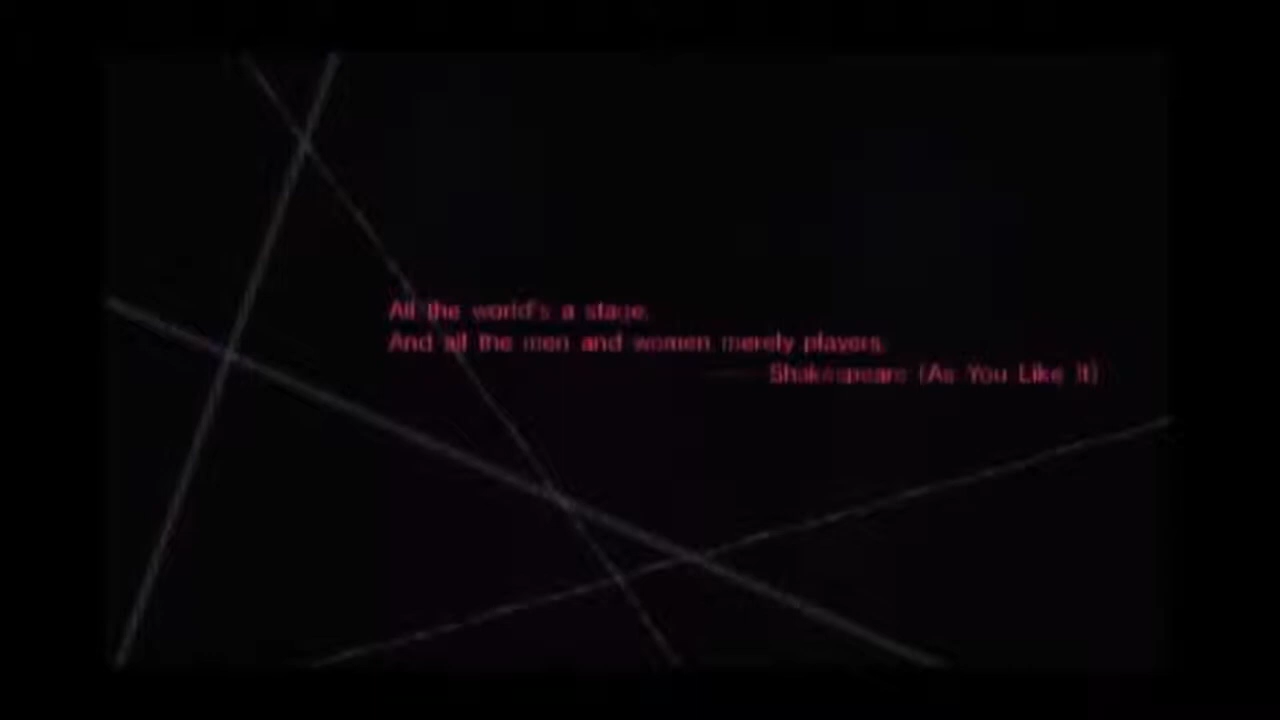 All the world's a stage,
And all the men and women merely players.
Shakespeare (As You Like It)